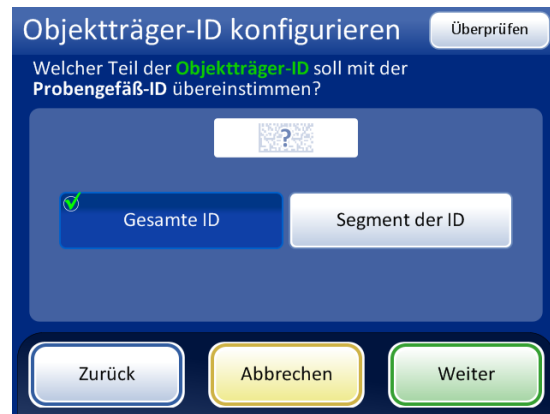 Objektträger-ID konfigurieren
Überprüfen
Welcher Teil der Objektträger-ID soll mit der
Probengefäß-ID übereinstimmen?
?
Gesamte ID
Segment der ID
Zurück
Abbrechen
Weiter